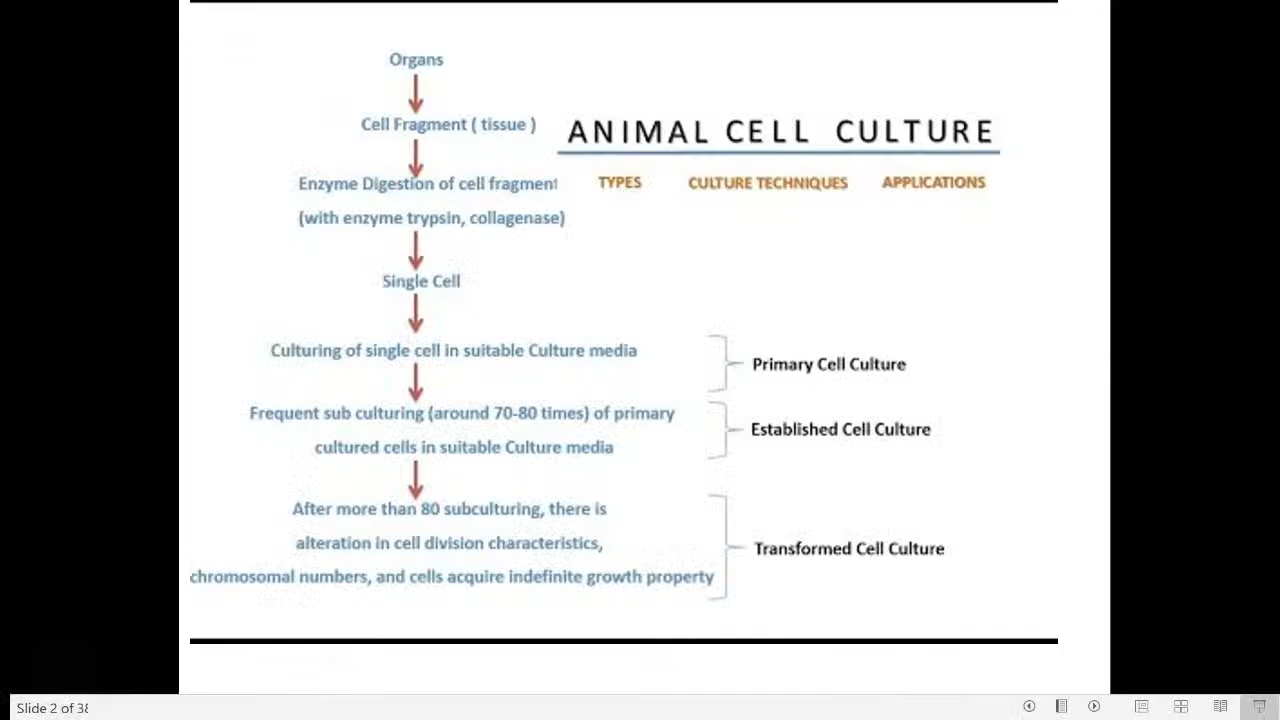 Organs
Cell Fragment ( tissue )
ANIMAL CELL CULTURE
Enzyme Digestion of cell fragment
TYPES CULTURE TECHNIQUES APPLICATIONS
(with enzyme trypsin, collagenase)
Single Cell
Culturing of single cell in suitable Culture media
Primary Cell Culture
Frequent sub culturing (around 70-80 times) of primary
cultured cells in suitable Culture media
Established Cell Culture
After more than 80 subculturing, there is
alteration in cell division characteristics,
chromosomal numbers, and cells acquire indefinite growth property
Transformed Cell Culture
Slide 2 of 38